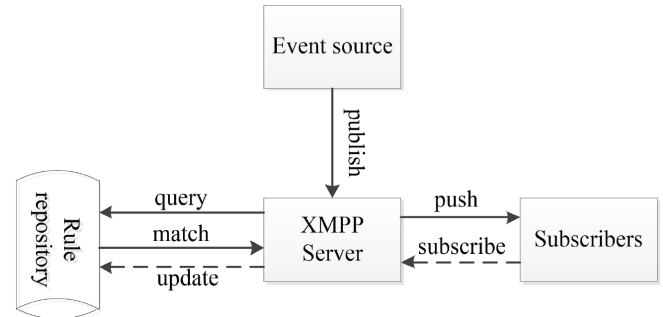 Event source
publish
Rule
repository
query
match
update
XMPP
Server
push
subscribe
Subscribers